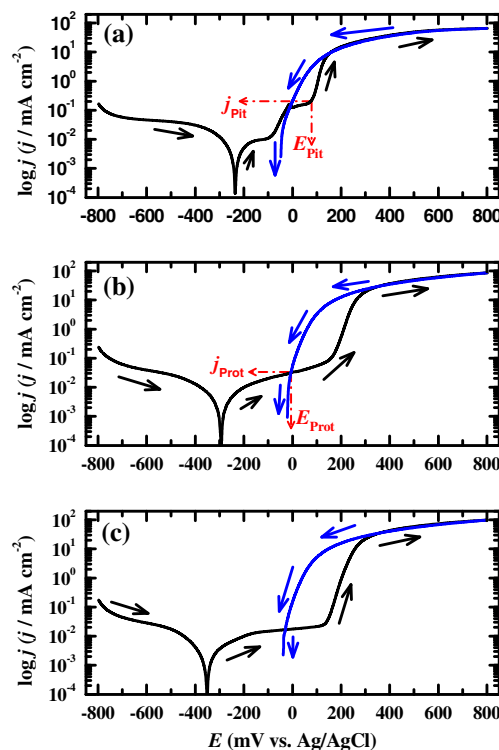 (a)
log j (j / mA cm⁻²)
10²
10¹
10⁰
10⁻¹
10⁻²
10⁻³
10⁻⁴
j_Pit
E_Pit
-800 -600 -400 -200 0 200 400 600 800
(b)
log j (j / mA cm⁻²)
10²
10¹
10⁰
10⁻¹
10⁻²
10⁻³
10⁻⁴
j_Prot
E_Prot
-800 -600 -400 -200 0 200 400 600 800
(c)
log j (j / mA cm⁻²)
10²
10¹
10⁰
10⁻¹
10⁻²
10⁻³
10⁻⁴
-800 -600 -400 -200 0 200 400 600 800
E (mV vs. Ag/AgCl)